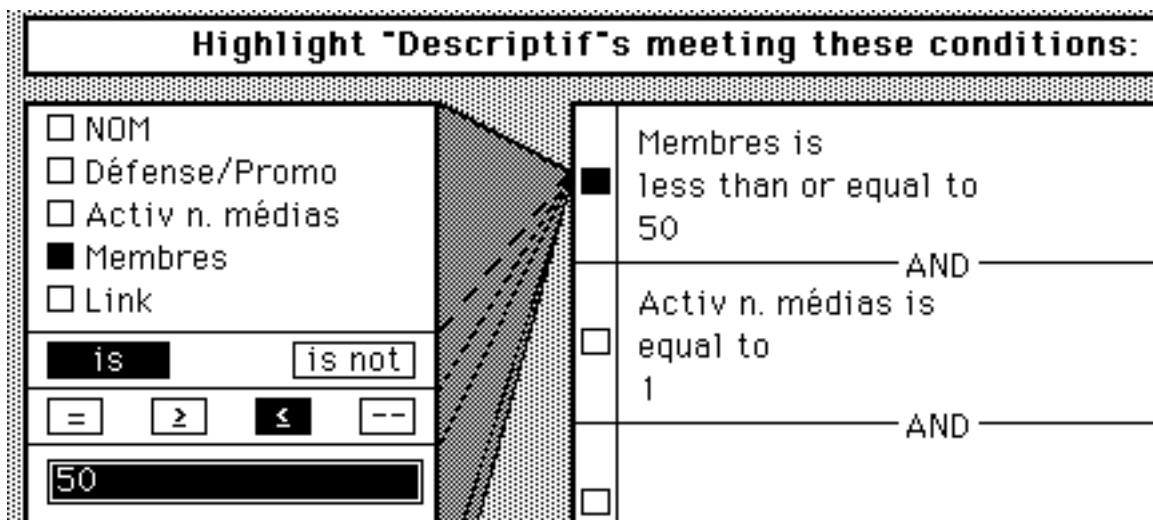 Highlight "Descriptif"s meeting these conditions:
NOM
Défense/Promo
Activ n. médias
Membres
Link
is is not
= ≥ ≤ --
50
Membres is
less than or equal to
50
AND
Activ n. médias is
equal to
1
AND